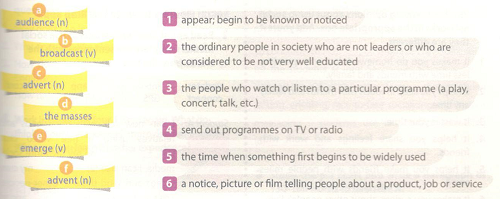 a
audience (n)
b
broadcast (v)
c
advert (n)
d
the masses
e
emerge (v)
f
advent (n)
1 appear; begin to be known or noticed
2 the ordinary people in society who are not leaders or who are
considered to be not very well educated
3 the people who watch or listen to a particular programme (a play,
concert, talk, etc.)
4 send out programmes on TV or radio
5 the time when something first begins to be widely used
6 a notice, picture or film telling people about a product, job or service